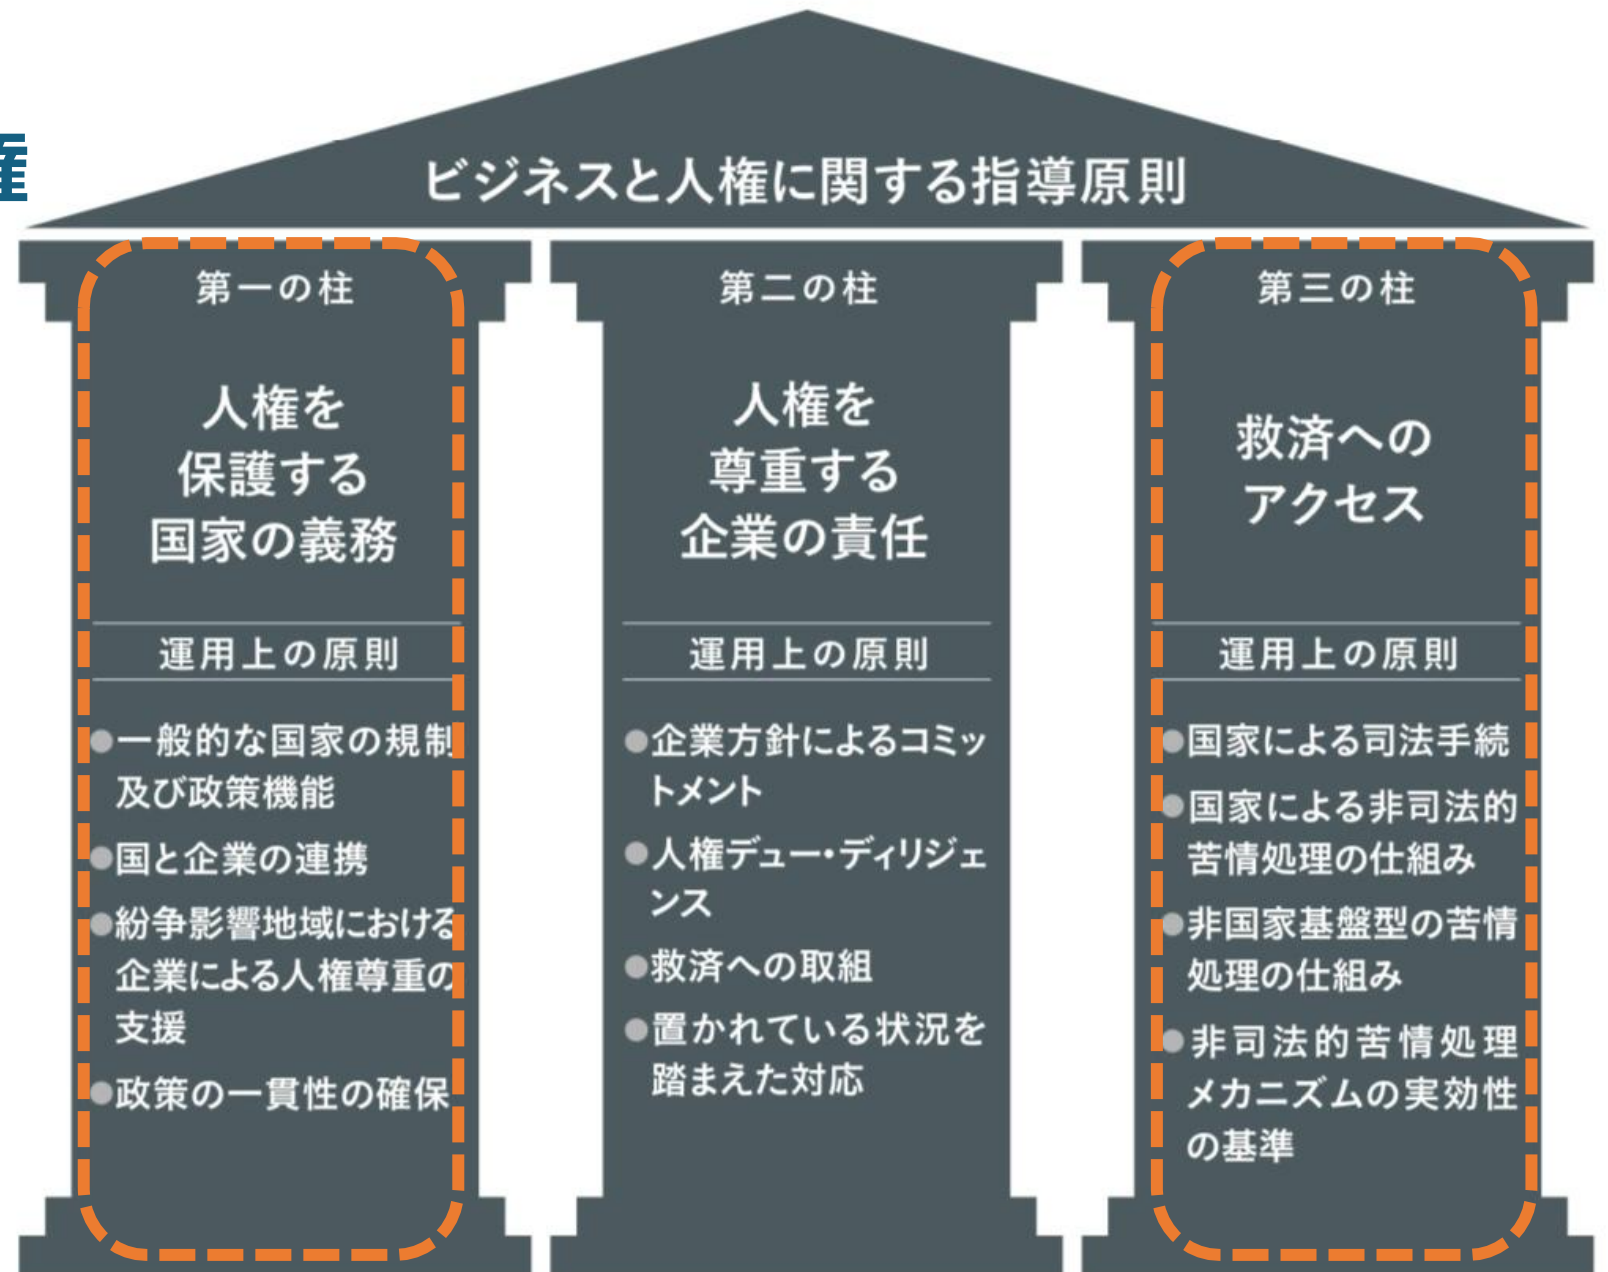 権
ビジネスと人権に関する指導原則
第一の柱
人権を
保護する
国家の義務
運用上の原則
●一般的な国家の規制
及び政策機能
●国と企業の連携
●紛争影響地域における
企業による人権尊重の
支援
●政策の一貫性の確保
第二の柱
人権を
尊重する
企業の責任
運用上の原則
●企業方針によるコミッ
トメント
●人権デュー・ディリジェ
ンス
●救済への取組
●置かれている状況を
踏まえた対応
第三の柱
救済への
アクセス
運用上の原則
●国家による司法手続
●国家による非司法的
苦情処理の仕組み
●非国家基盤型の苦情
処理の仕組み
●非司法的苦情処理
メカニズムの実効性
の基準